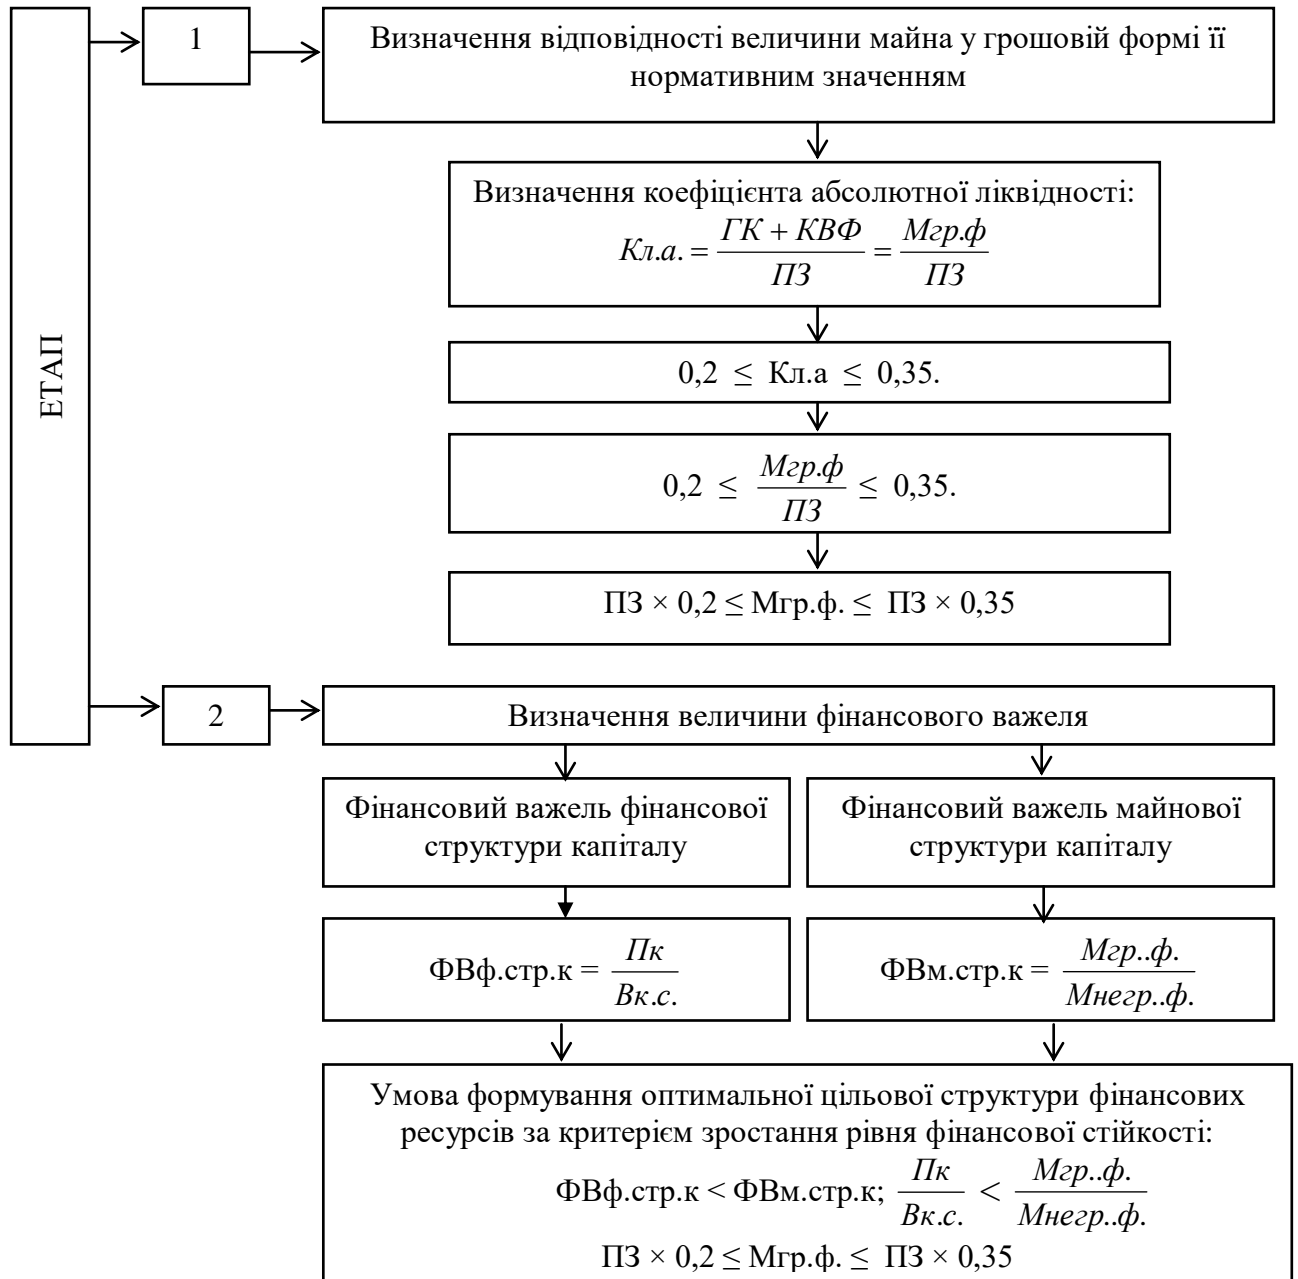 ЕТАП
1
Визначення відповідності величини майна у грошовій формі її
нормативним значенням
Визначення коефіцієнта абсолютної ліквідності:
Кл.а. = (ГК + КВФ) / ПЗ = Мгр.ф / ПЗ
0,2 ≤ Кл.а ≤ 0,35.
0,2 ≤ Мгр.ф / ПЗ ≤ 0,35.
ПЗ × 0,2 ≤ Мгр.ф. ≤ ПЗ × 0,35
2
Визначення величини фінансового важеля
Фінансовий важель фінансової
структури капіталу
ФВф.стр.к = Пк / Вк.с.
Фінансовий важель майнової
структури капіталу
ФВм.стр.к = Мгр..ф. / Мнегр..ф.
Умова формування оптимальної цільової структури фінансових
ресурсів за критерієм зростання рівня фінансової стійкості:
ФВф.стр.к < ФВм.стр.к; Пк / Вк.с. < Мгр..ф. / Мнегр..ф.
ПЗ × 0,2 ≤ Мгр.ф. ≤ ПЗ × 0,35